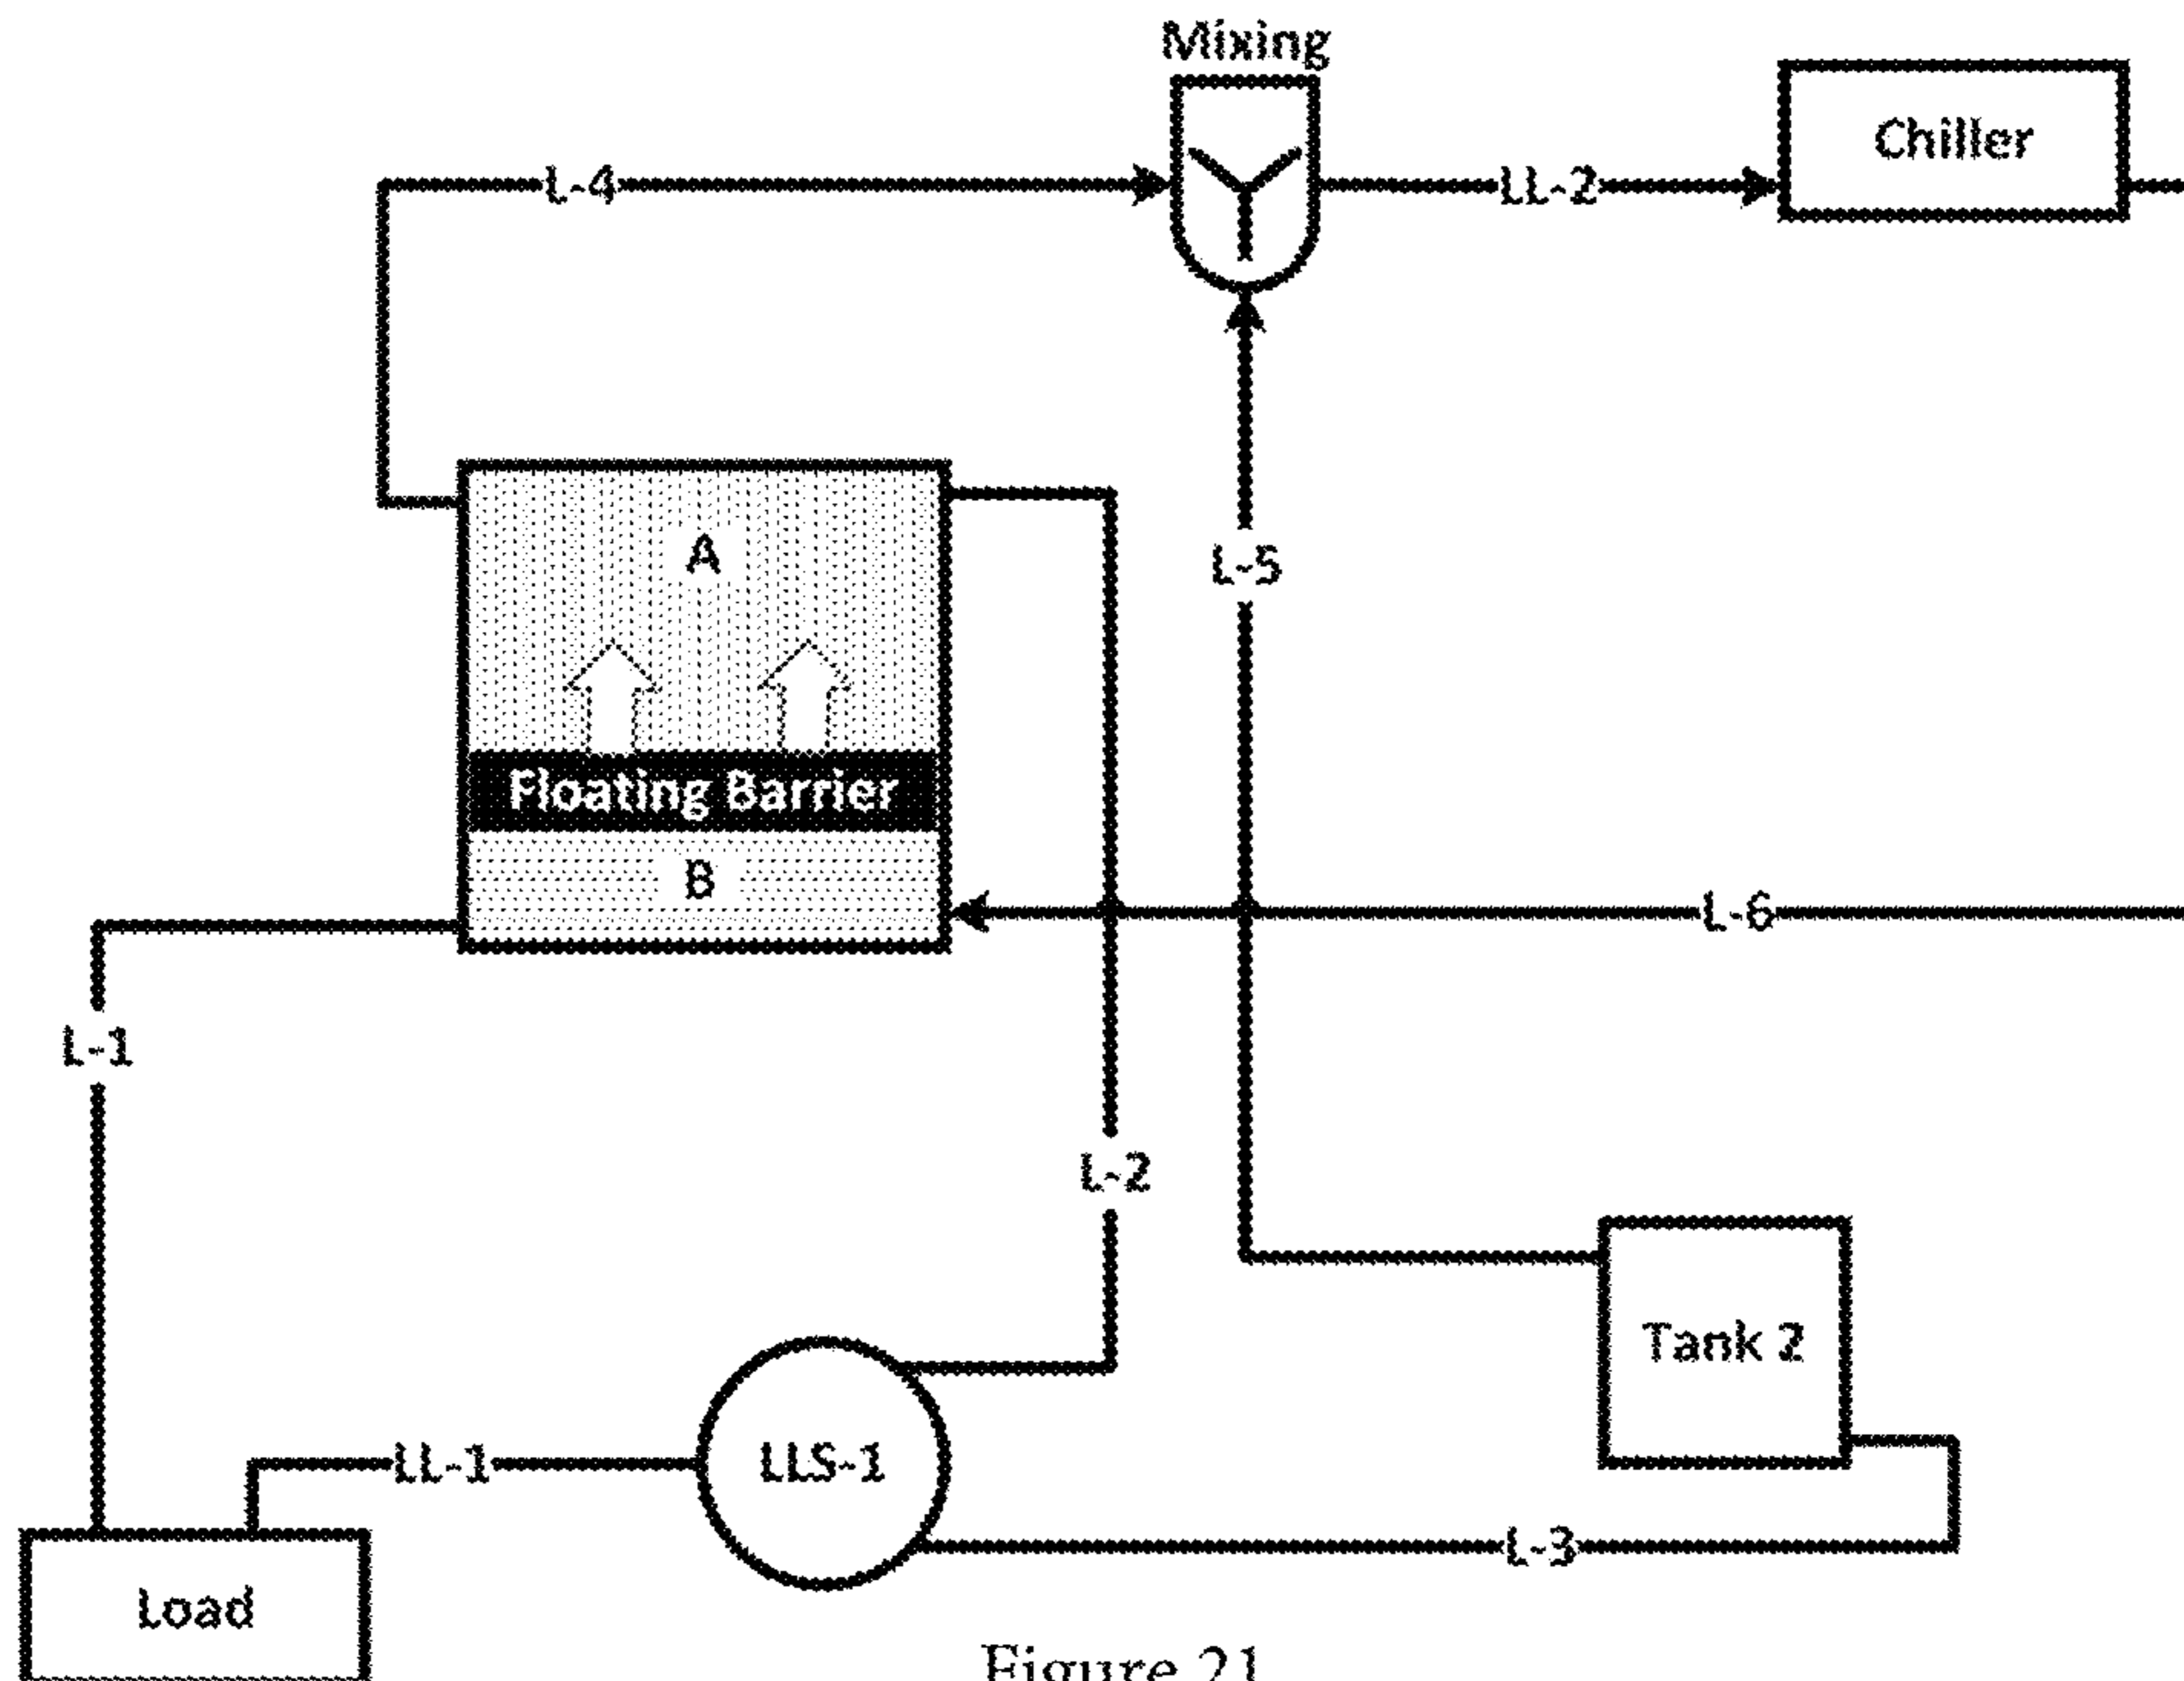 Mixing
Chiller
L-4
LL-2
A
L-5
Floating Barrier
B
L-6
L-1
L-2
Tank 2
LL-1
LLS-1
L-3
Load
Figure 21